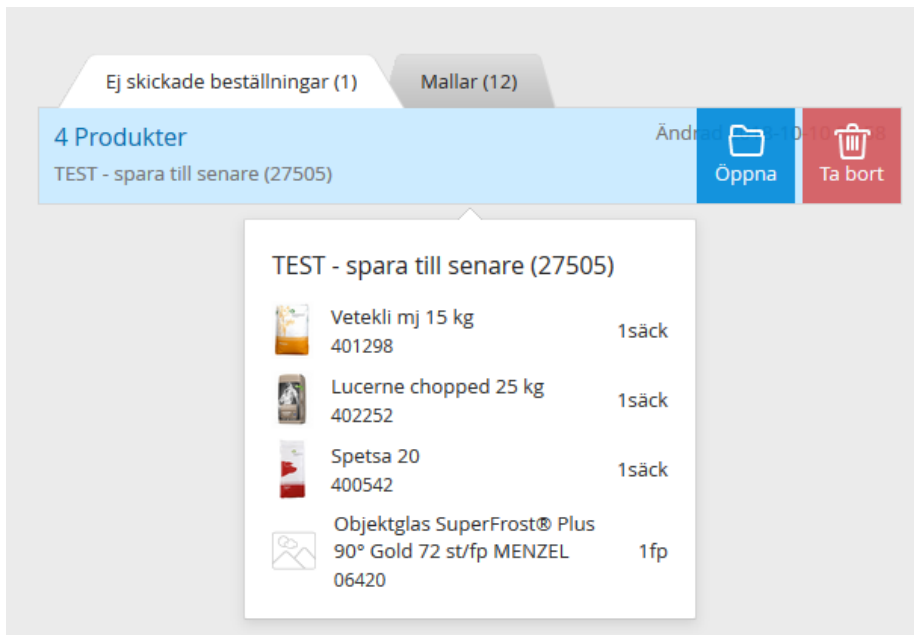 Ej skickade beställningar (1)
Mallar (12)
4 Produkter
Ändrad
TEST - spara till senare (27505)
Öppna
Ta bort
TEST - spara till senare (27505)
Vetekli mj 15 kg
401298
1säck
Lucerne chopped 25 kg
402252
1säck
Spetsa 20
400542
1säck
Objektglas SuperFrost® Plus
90° Gold 72 st/fp MENZEL
06420
1fp